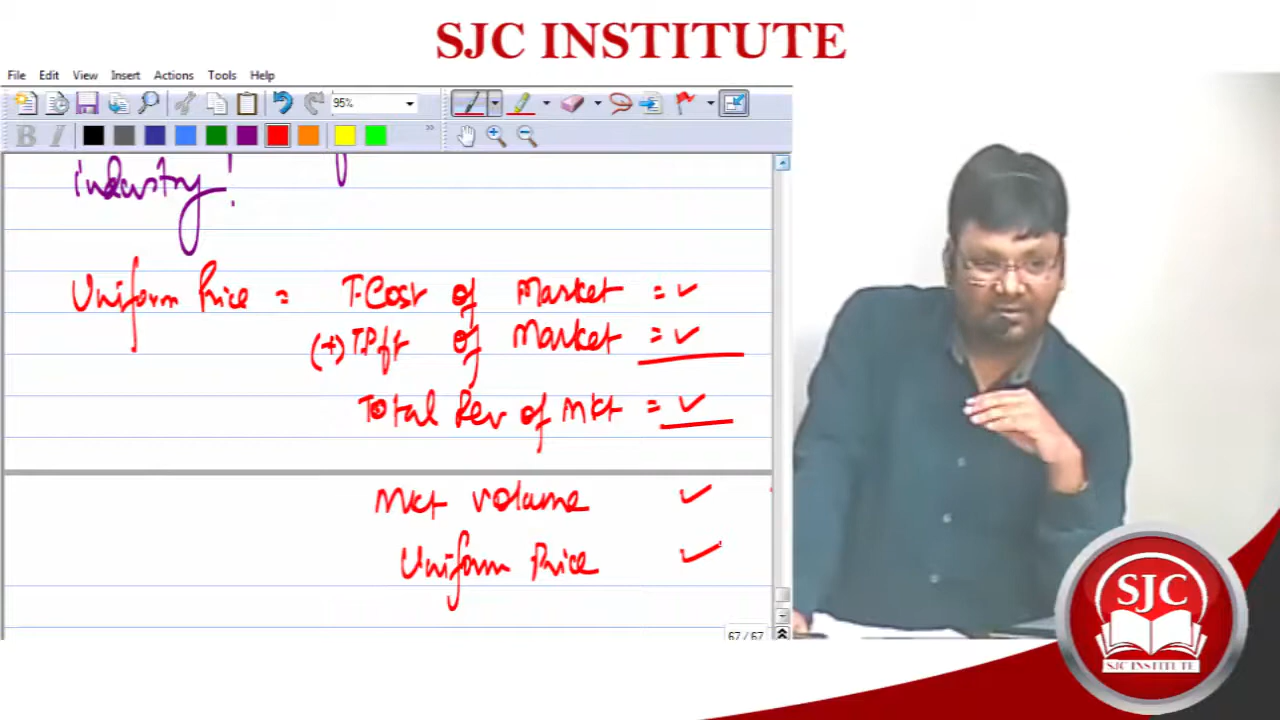 SJC INSTITUTE
File Edit View Insert Actions Tools Help
95%
B I
industry!
Uniform Price = T.Cost of Market = ✓
(+) T.Pft of Market = ✓
Total Rev of Mkt = ✓
Mkt volume ✓
Uniform Price ✓
67/67
SJC
SJC INSTITUTE